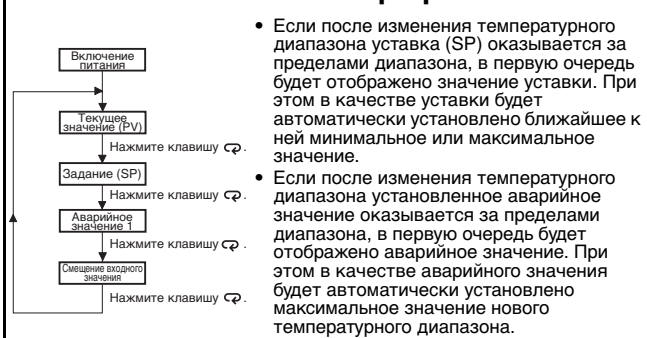 Включение
питания
Текущее
значение (PV)
Нажмите клавишу .
Задание (SP)
Нажмите клавишу .
Аварийное
значение 1
Нажмите клавишу .
Смещение входного
значения
Нажмите клавишу .
• Если после изменения температурного
диапазона уставка (SP) оказывается за
пределами диапазона, в первую очередь
будет отображено значение уставки. При
этом в качестве уставки будет
автоматически установлено ближайшее к
ней минимальное или максимальное
значение.
• Если после изменения температурного
диапазона установленное аварийное
значение оказывается за пределами
диапазона, в первую очередь будет
отображено аварийное значение. При
этом в качестве аварийного значения
будет автоматически установлено
максимальное значение нового
температурного диапазона.